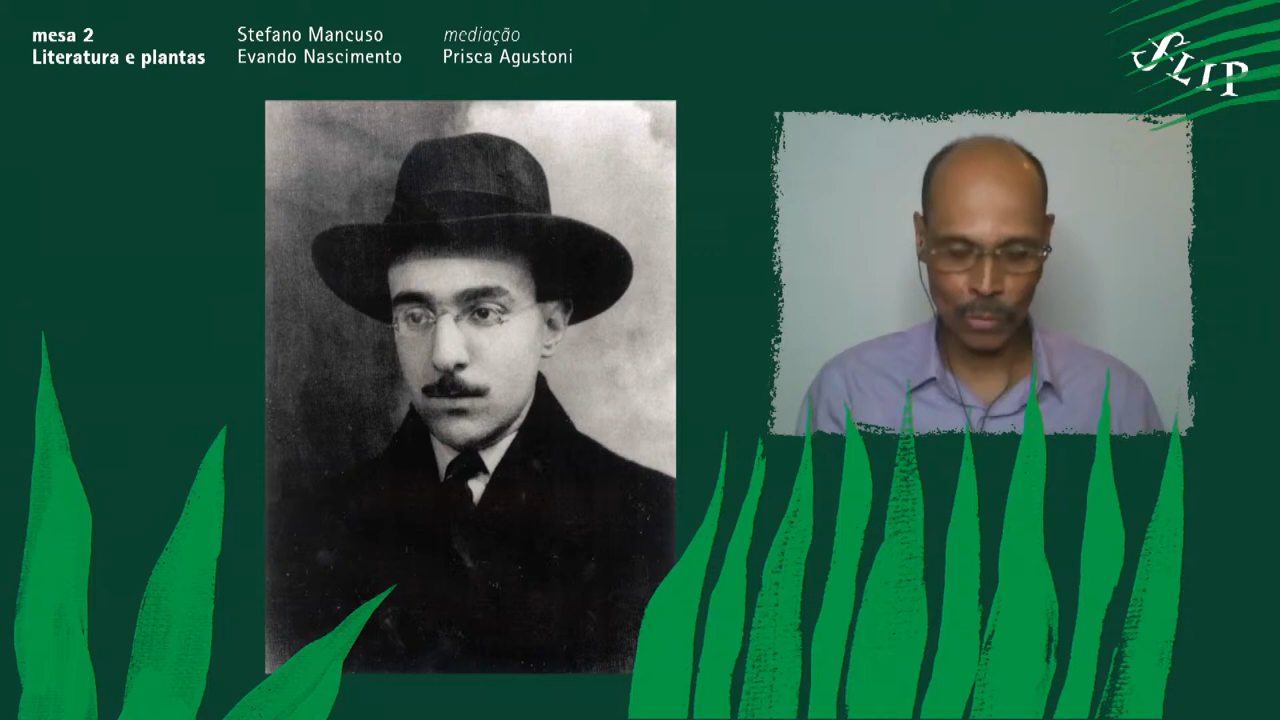 mesa 2
Literatura e plantas
Stefano Mancuso
Evando Nascimento
mediação
Prisca Agustoni
FLIP